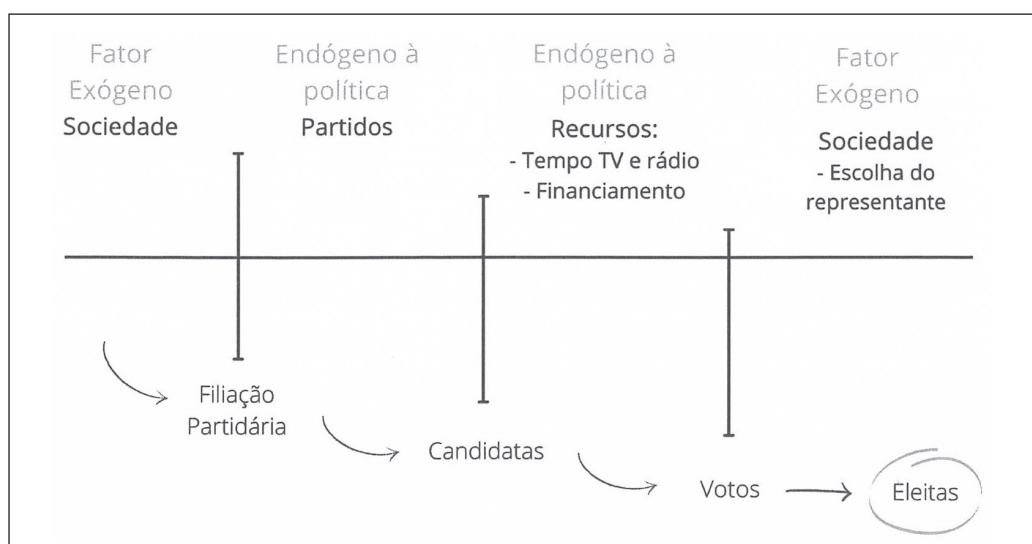 Fator
Exógeno
Sociedade
Endógeno à
política
Partidos
Endógeno à
política
Recursos:
- Tempo TV e rádio
- Financiamento
Fator
Exógeno
Sociedade
- Escolha do
representante
Filiação
Partidária
Candidatas
Votos
Eleitas